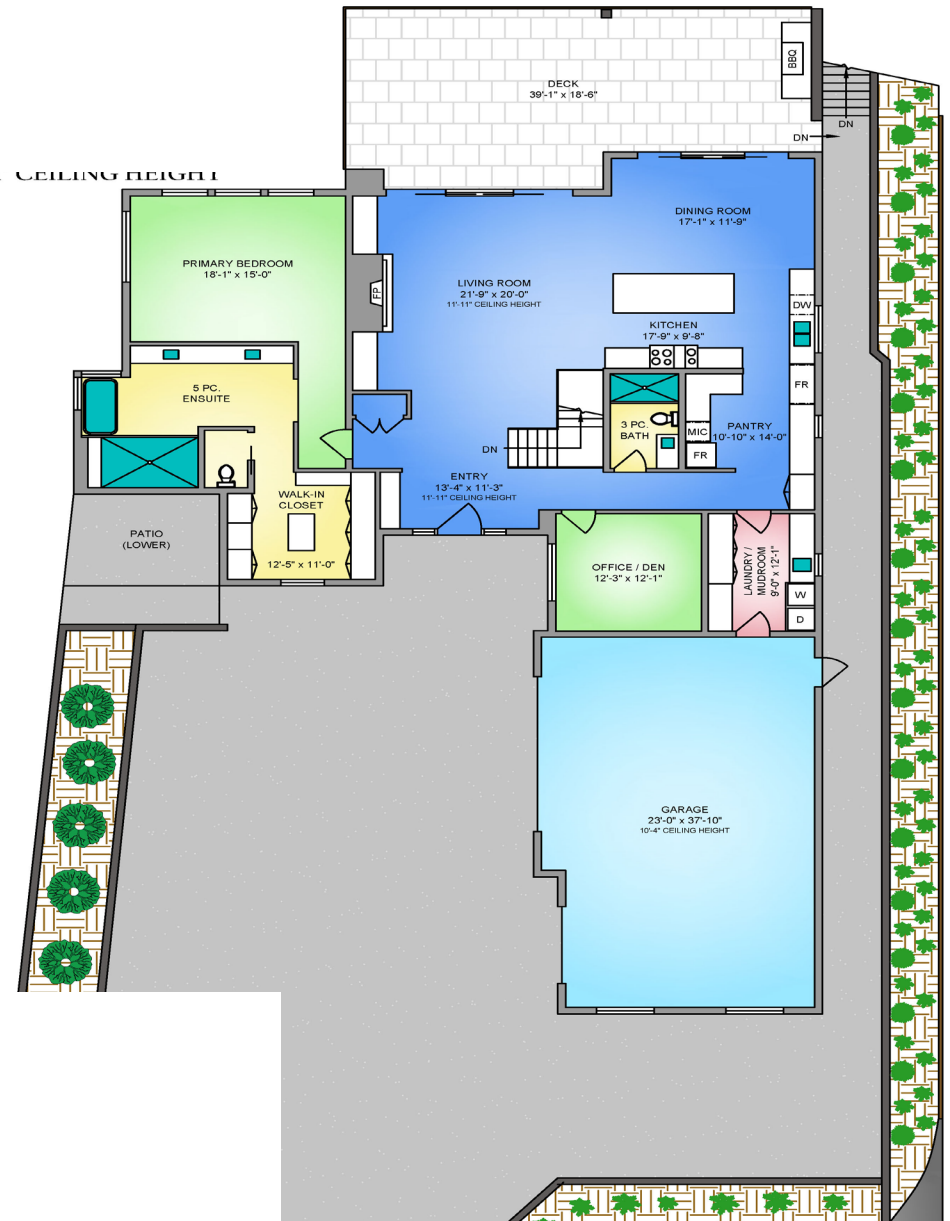 BBQ
DECK
39'-1" x 18'-6"
DN
DN
CEILING HEIGHT
DINING ROOM
17'-1" x 11'-9"
PRIMARY BEDROOM
18'-1" x 15'-0"
LIVING ROOM
21'-9" x 20'-0"
11'-11" CEILING HEIGHT
FP
DW
KITCHEN
17'-9" x 9'-8"
FR
5 PC.
ENSUITE
3 PC.
BATH
MIC
FR
PANTRY
10'-10" x 14'-0"
DN
ENTRY
13'-4" x 11'-3"
11'-11" CEILING HEIGHT
WALK-IN
CLOSET
12'-5" x 11'-0"
PATIO
(LOWER)
OFFICE / DEN
12'-3" x 12'-1"
LAUNDRY /
MUDROOM
9'-0" x 12'-1"
W
D
GARAGE
23'-0" x 37'-10"
10'-4" CEILING HEIGHT